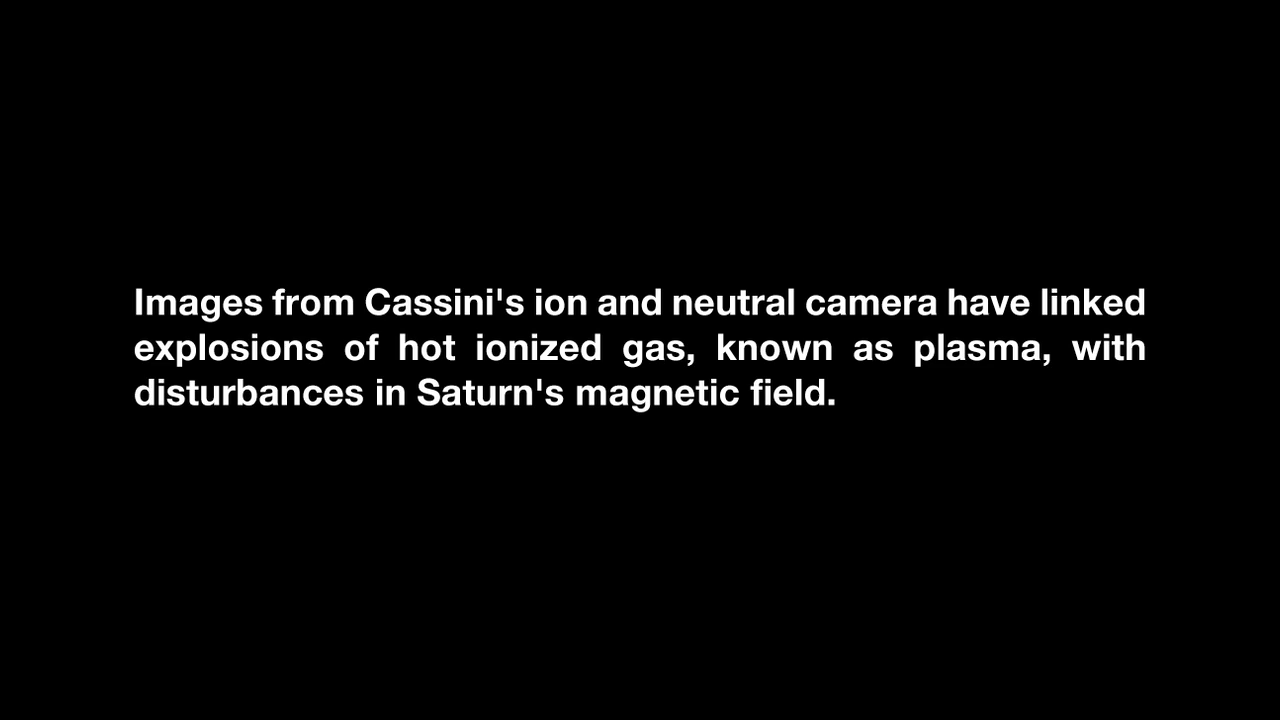 Images from Cassini's ion and neutral camera have linked
explosions of hot ionized gas, known as plasma, with
disturbances in Saturn's magnetic field.